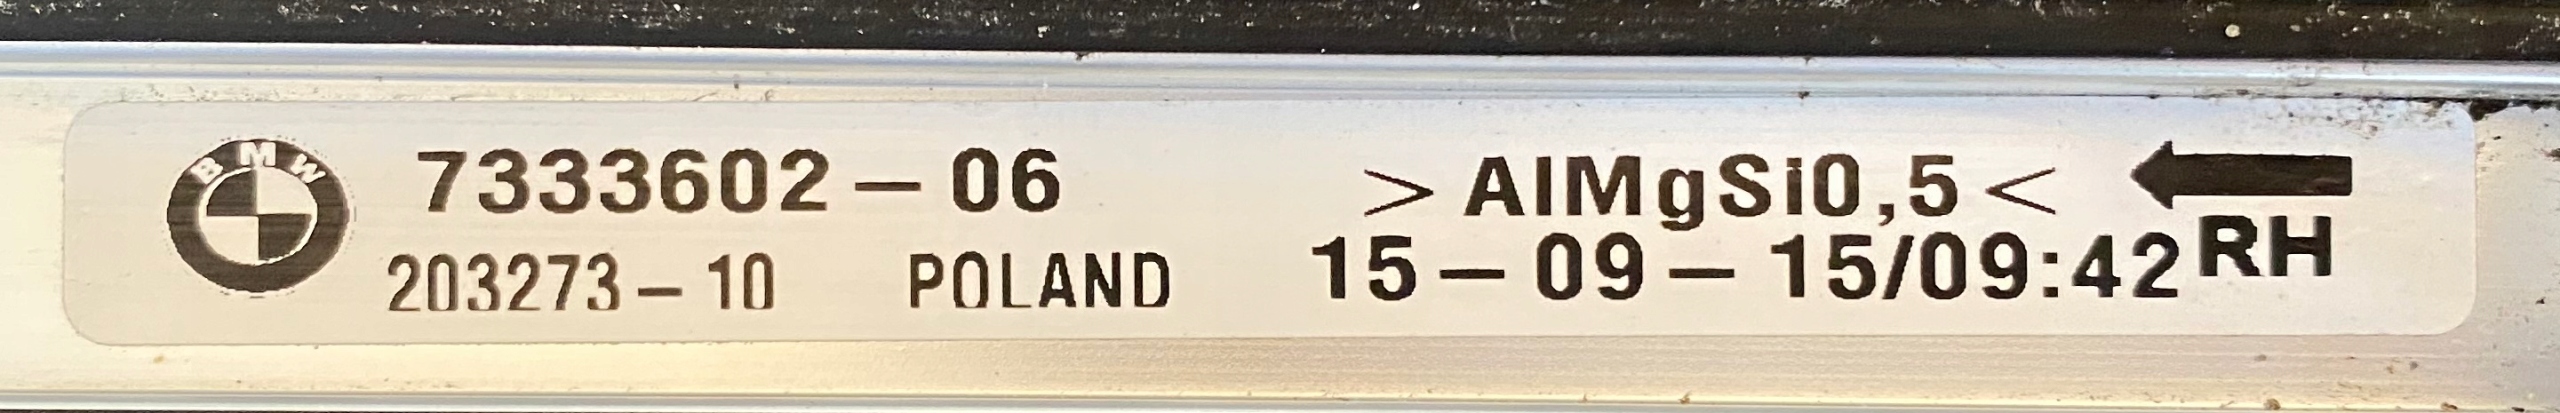 BMW
7333602-06 >AlMgSi0,5<
203273-10 POLAND 15-09-15/09:42 RH